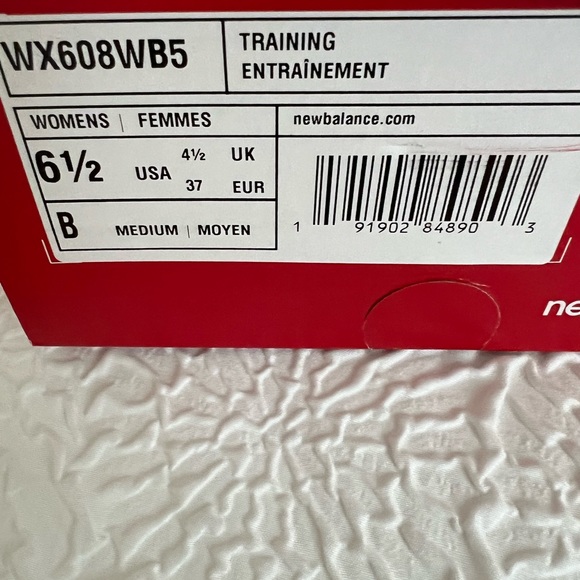 WX608WB5
TRAINING
ENTRAÎNEMENT
WOMENS | FEMMES
newbalance.com
6½ USA 4½ UK
37 EUR
B MEDIUM | MOYEN
1 91902 84890 3
ne